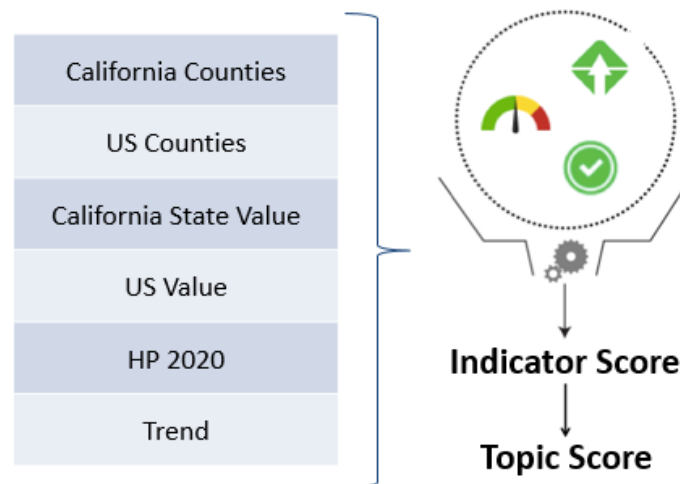 California Counties
US Counties
California State Value
US Value
HP 2020
Trend
Indicator Score
Topic Score